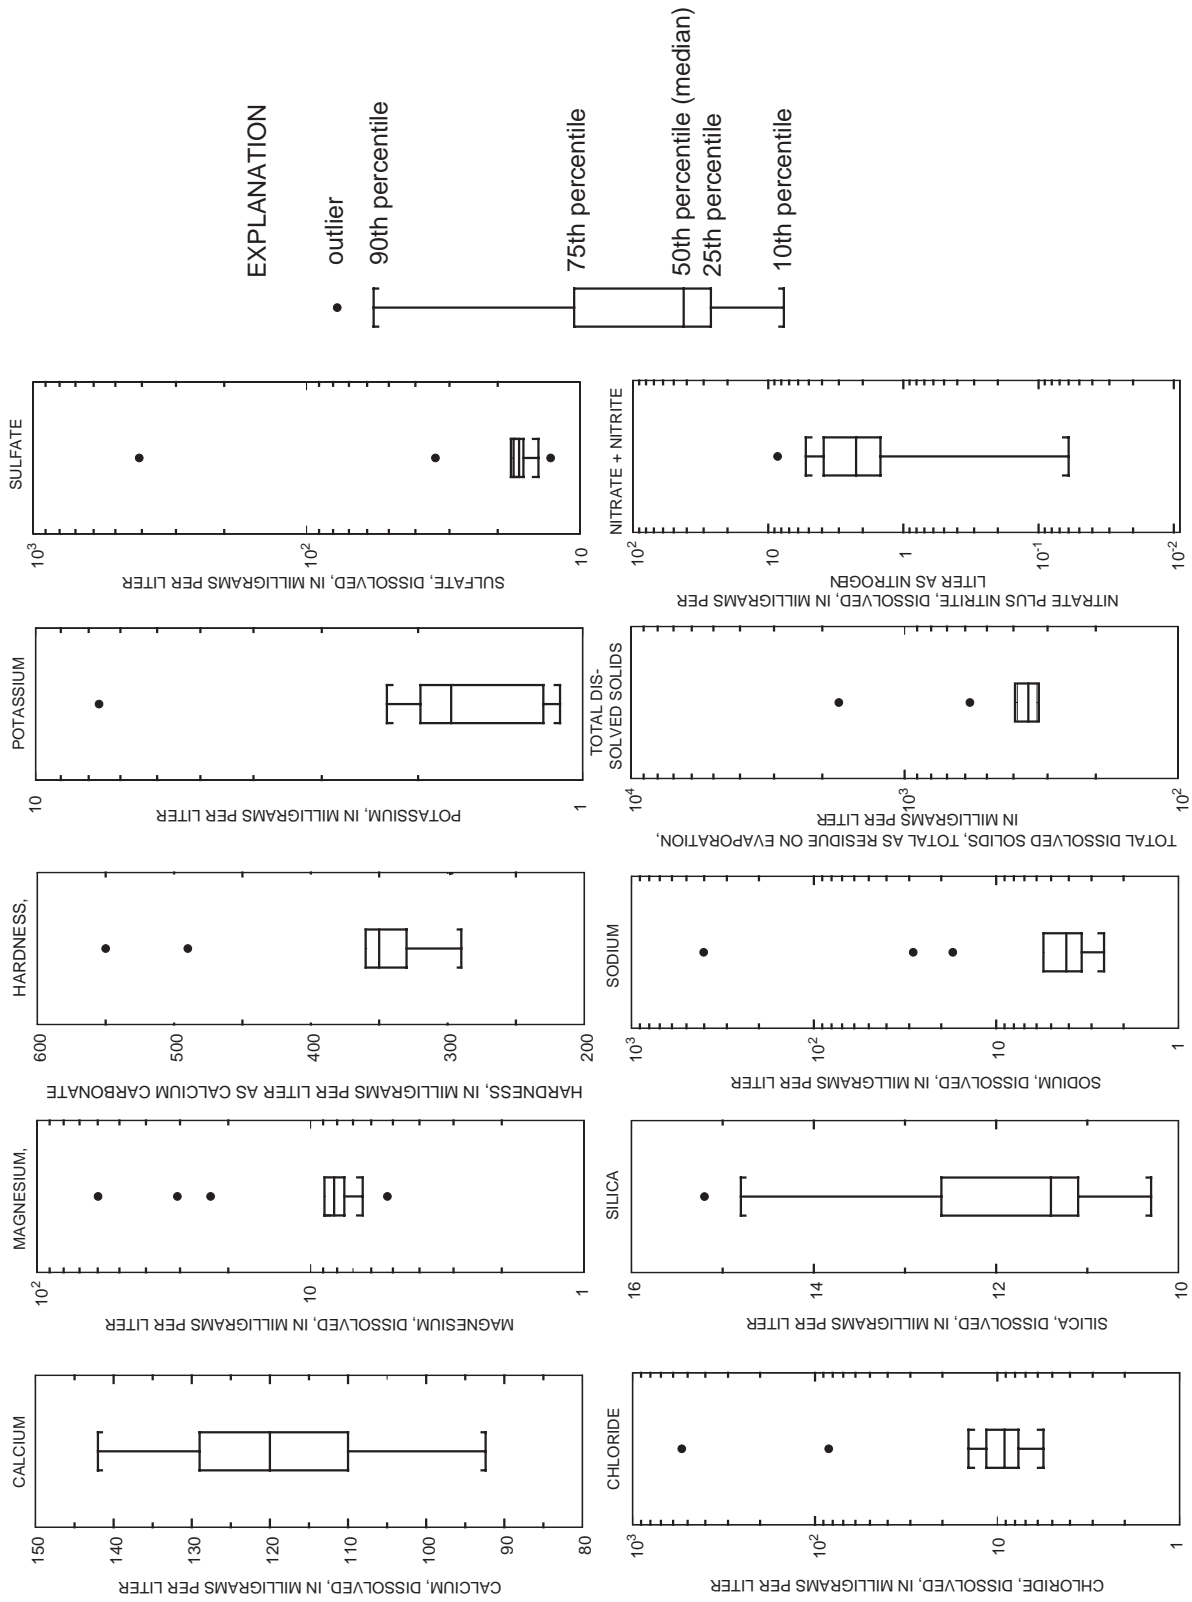 CALCIUM
CALCIUM, DISSOLVED, IN MILLIGRAMS PER LITER
150
140
130
120
110
100
90
80
MAGNESIUM,
MAGNESIUM, DISSOLVED, IN MILLIGRAMS PER LITER
10²
10
1
HARDNESS,
HARDNESS, IN MILLIGRAMS PER LITER AS CALCIUM CARBONATE
600
500
400
300
200
POTASSIUM
POTASSIUM, IN MILLIGRAMS PER LITER
10
1
SULFATE
SULFATE, DISSOLVED, IN MILLIGRAMS PER LITER
10³
10²
10
CHLORIDE
CHLORIDE, DISSOLVED, IN MILLIGRAMS PER LITER
10³
10²
10
1
SILICA
SILICA, DISSOLVED, IN MILLIGRAMS PER LITER
16
14
12
10
SODIUM
SODIUM, DISSOLVED, IN MILLIGRAMS PER LITER
10³
10²
10
1
TOTAL DIS-
SOLVED SOLIDS
TOTAL DISSOLVED SOLIDS, TOTAL AS RESIDUE ON EVAPORATION,
IN MILLIGRAMS PER LITER
10⁴
10³
10²
NITRATE + NITRITE
NITRATE PLUS NITRITE, DISSOLVED, IN MILLIGRAMS PER
LITER AS NITROGEN
10²
10
1
10⁻¹
10⁻²
EXPLANATION
outlier
90th percentile
75th percentile
50th percentile (median)
25th percentile
10th percentile